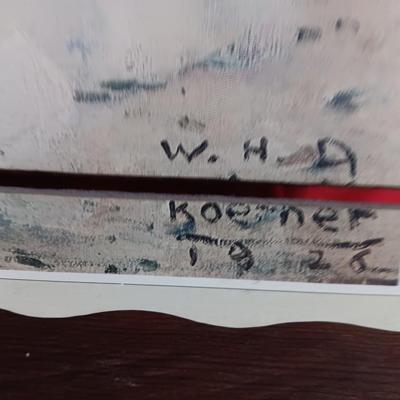 W. H. D
Koerner
1926